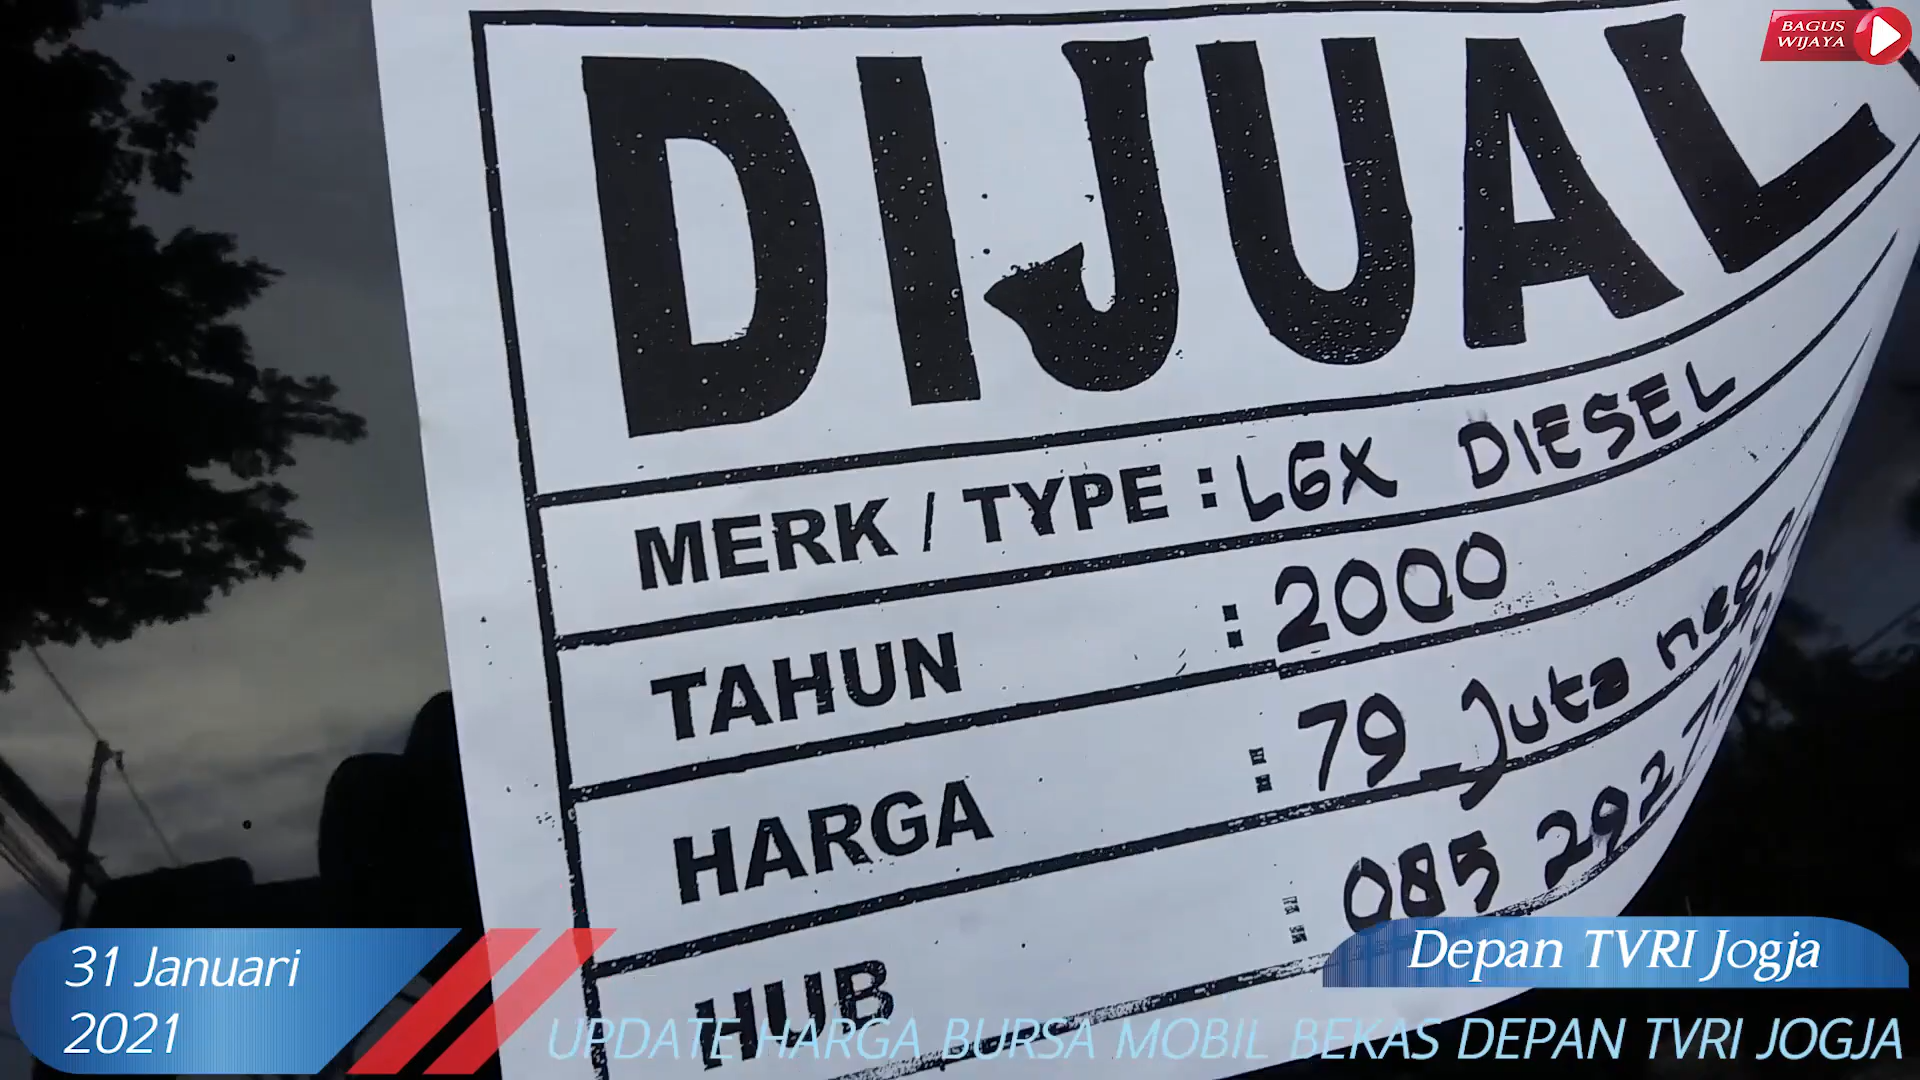 BAGUS
WIJAYA
DIJUAL
MERK / TYPE : LGX DIESEL
TAHUN : 2000
HARGA : 79 Juta nego
HUB : 085 292
31 Januari
2021
Depan TVRI Jogja
UPDATE HARGA BURSA MOBIL BEKAS DEPAN TVRI JOGJA